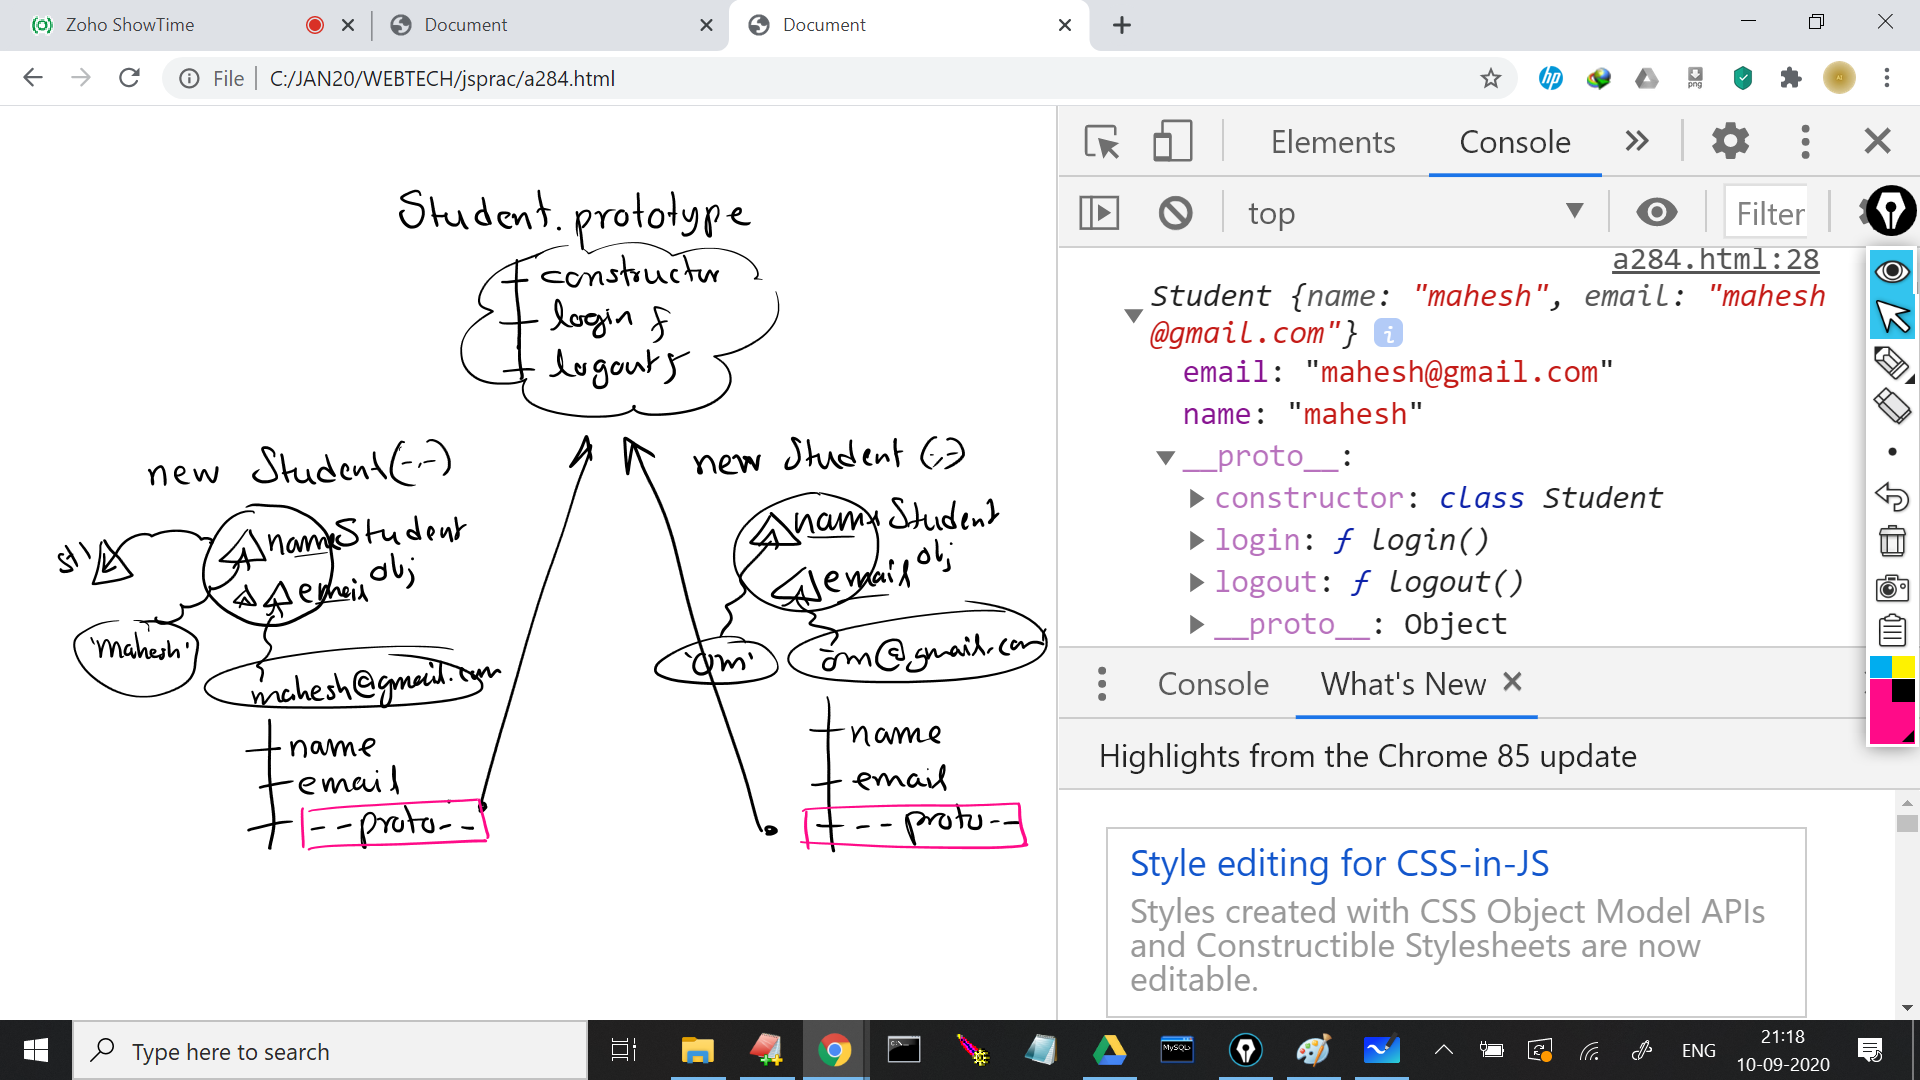 Zoho ShowTime
Document
Document
File
C:/JAN20/WEBTECH/jsprac/a284.html
Student.prototype
constructor
login f
logout f
new Student(-,-)
name
Student
obj
email
st1
'Mahesh'
mahesh@gmail.com
name
email
--proto--
new Student (-,-)
name
Student
obj
email
'om'
om@gmail.com
name
email
--- proto--
Elements
Console
top
Filter
a284.html:28
Student {name: "mahesh", email: "mahesh
@gmail.com"} i
email: "mahesh@gmail.com"
name: "mahesh"
__proto__:
constructor: class Student
login: ƒ login()
logout: ƒ logout()
__proto__: Object
Console
What's New
Highlights from the Chrome 85 update
Style editing for CSS-in-JS
Styles created with CSS Object Model APIs
and Constructible Stylesheets are now
editable.
Type here to search
ENG
21:18
10-09-2020